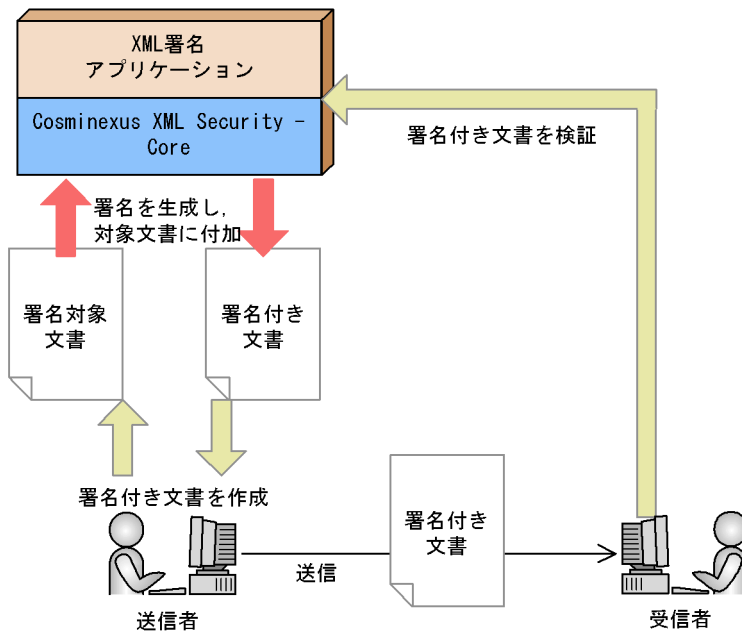 XML署名
アプリケーション
Cosminexus XML Security -
Core
署名付き文書を検証
署名を生成し,
対象文書に付加
署名対象
文書
署名付き
文書
署名付き文書を作成
署名付き
文書
送信
送信者
受信者